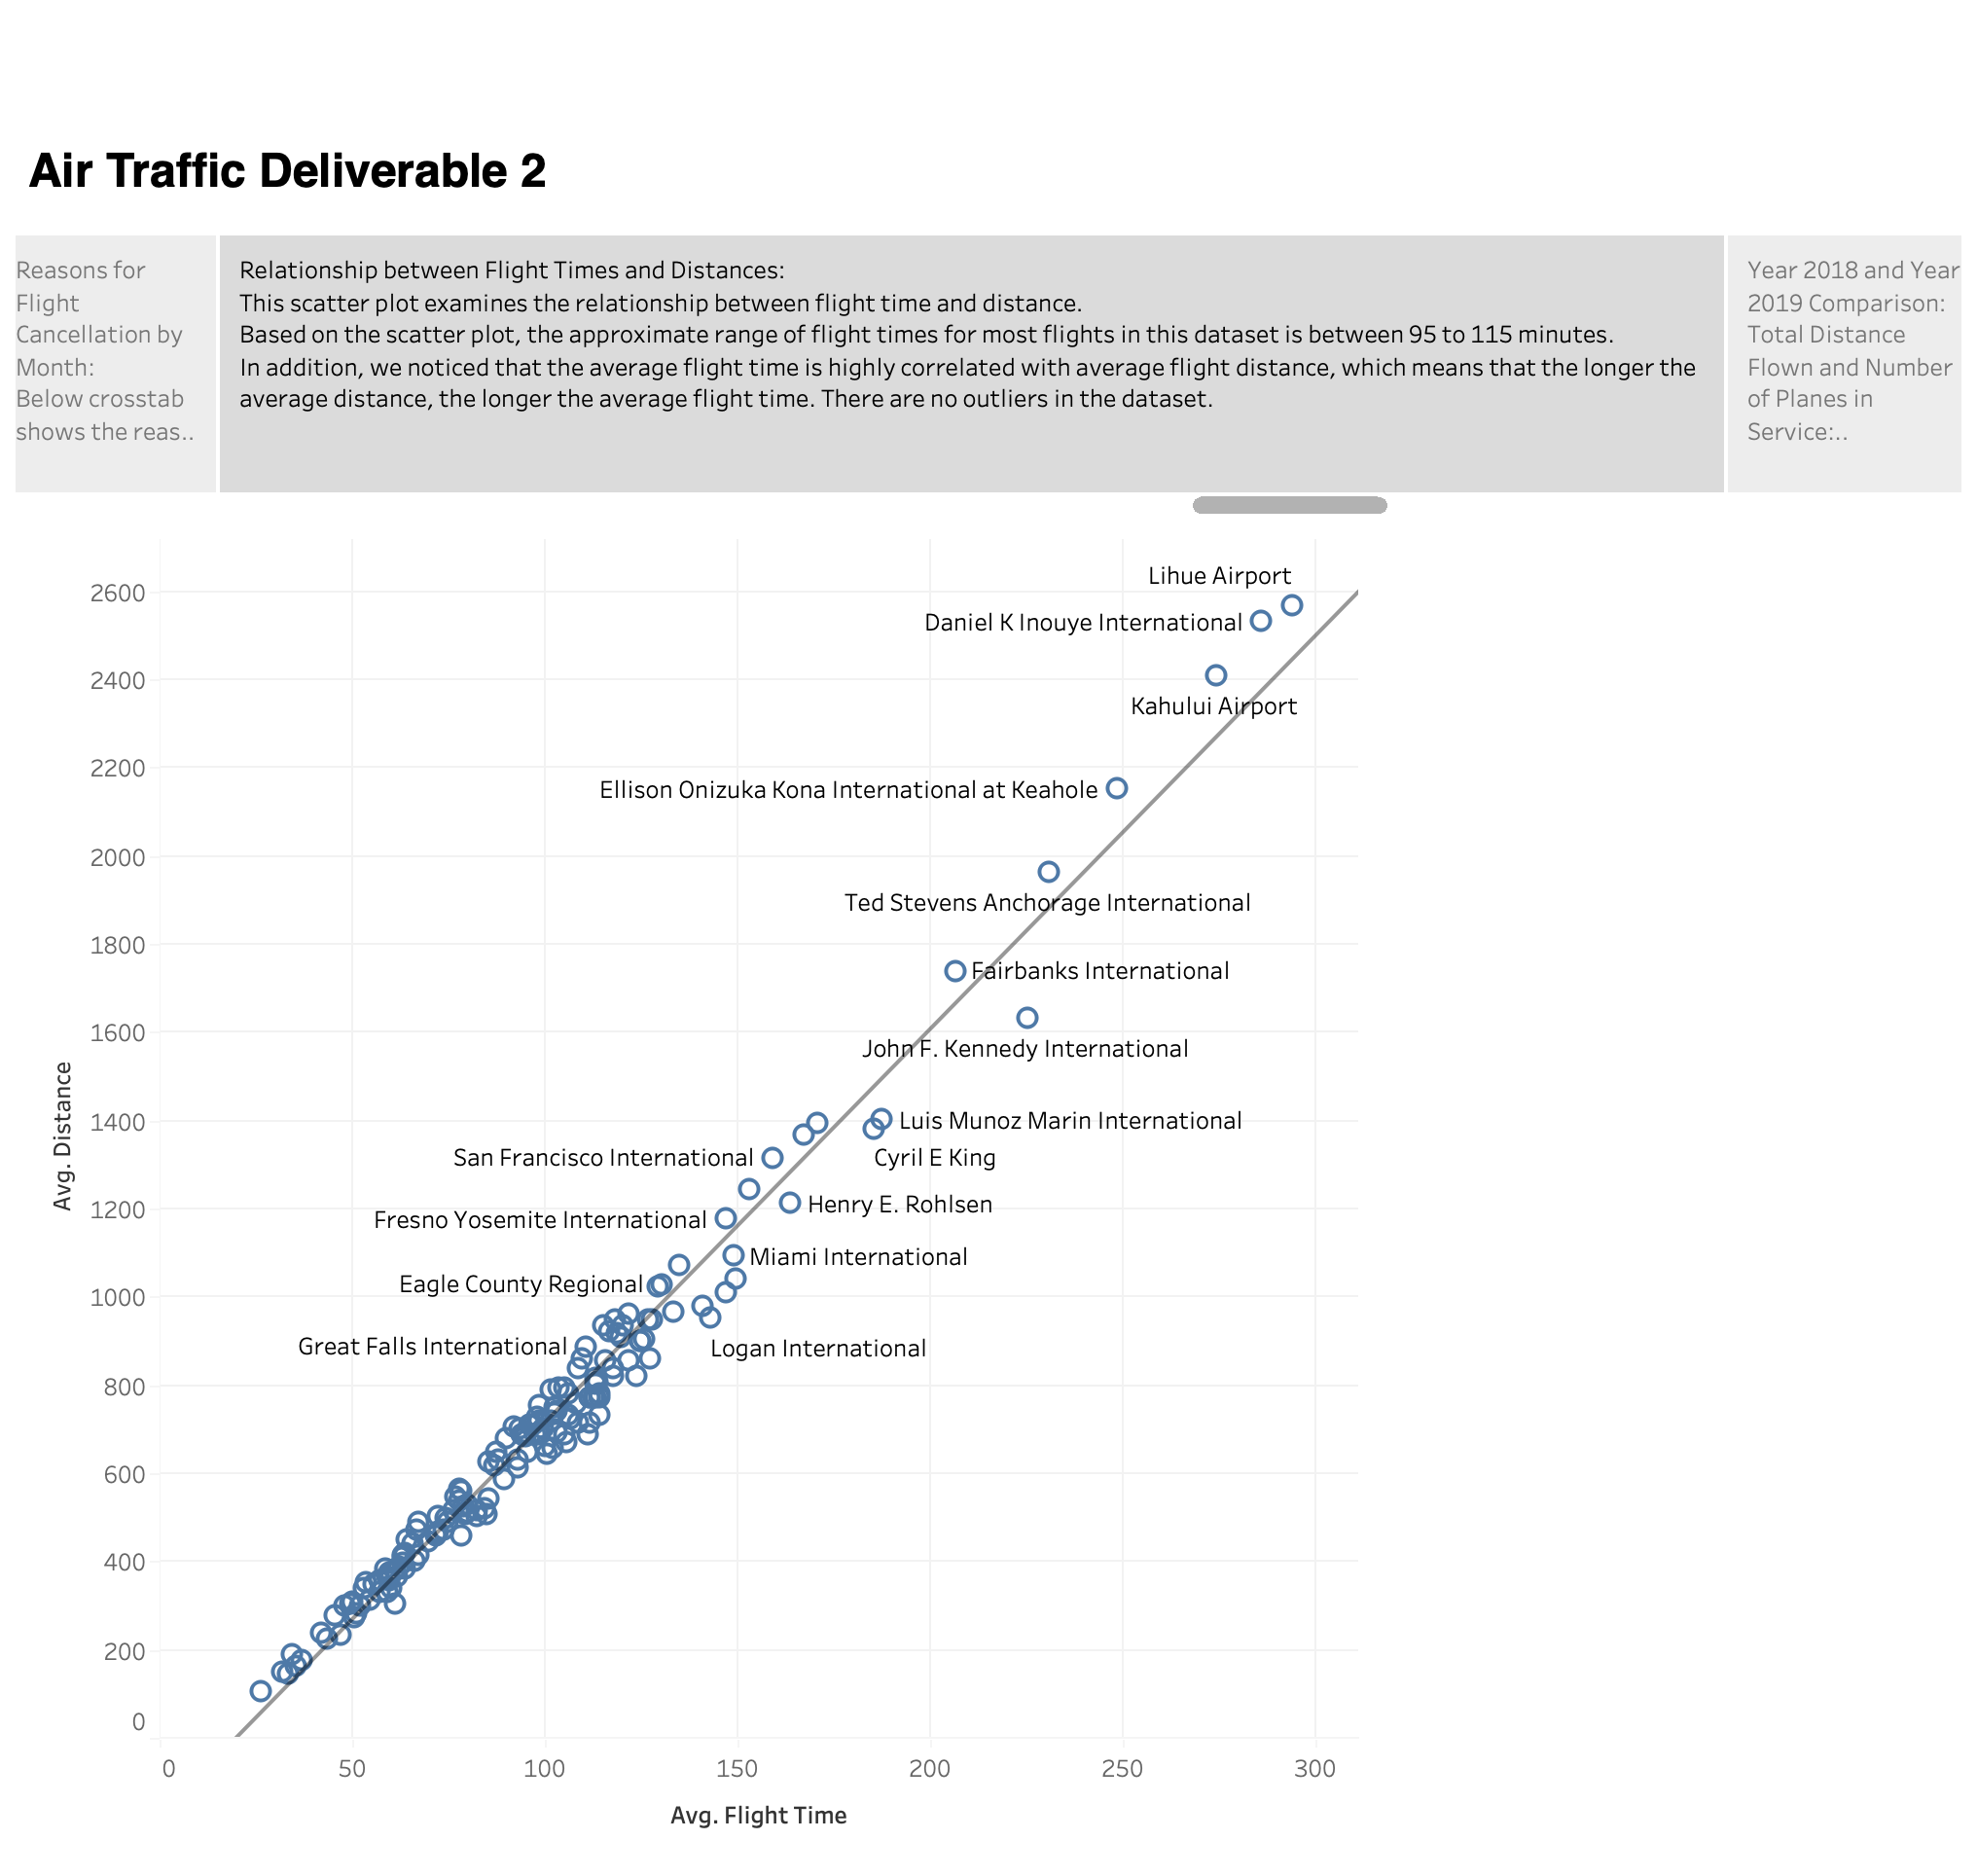 Air Traffic Deliverable 2
Reasons for
Flight
Cancellation by
Month:
Below crosstab
shows the reas..
Relationship between Flight Times and Distances:
This scatter plot examines the relationship between flight time and distance.
Based on the scatter plot, the approximate range of flight times for most flights in this dataset is between 95 to 115 minutes.
In addition, we noticed that the average flight time is highly correlated with average flight distance, which means that the longer the
average distance, the longer the average flight time. There are no outliers in the dataset.
Year 2018 and Year
2019 Comparison:
Total Distance
Flown and Number
of Planes in
Service:..
Lihue Airport
2600
Daniel K Inouye International
2400
Kahului Airport
2200
Ellison Onizuka Kona International at Keahole
2000
Ted Stevens Anchorage International
1800
Fairbanks International
1600
John F. Kennedy International
1400
Luis Munoz Marin International
San Francisco International
Cyril E King
Avg. Distance
1200
Henry E. Rohlsen
Fresno Yosemite International
Miami International
Eagle County Regional
1000
Great Falls International
Logan International
800
600
400
200
0
0
50
100
150
200
250
300
Avg. Flight Time